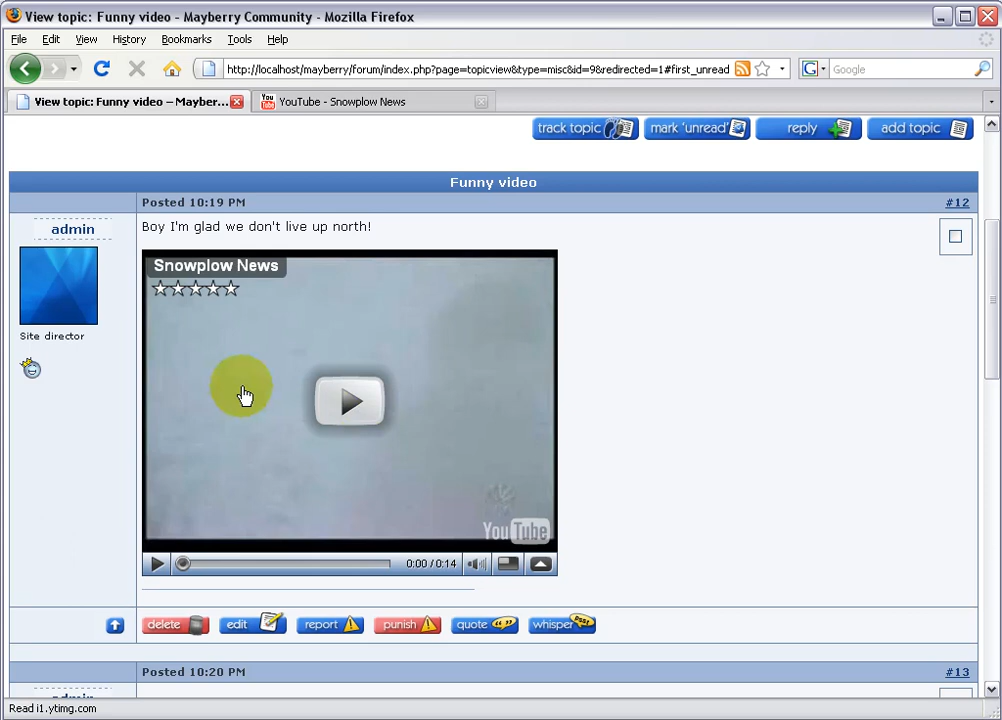 View topic: Funny video - Mayberry Community - Mozilla Firefox
File Edit View History Bookmarks Tools Help
http://localhost/mayberry/forum/index.php?page=topicview&type=misc&id=9&redirected=1#first_unread
G Google
View topic: Funny video – Mayber...
You Tube YouTube - Snowplow News
track topic mark 'unread' reply add topic
Funny video
Posted 10:19 PM #12
admin
Boy I'm glad we don't live up north!
Snowplow News
Site director
YouTube
0:00 / 0:14
delete edit report punish quote whisper
Posted 10:20 PM #13
admin
Read i1.ytimg.com